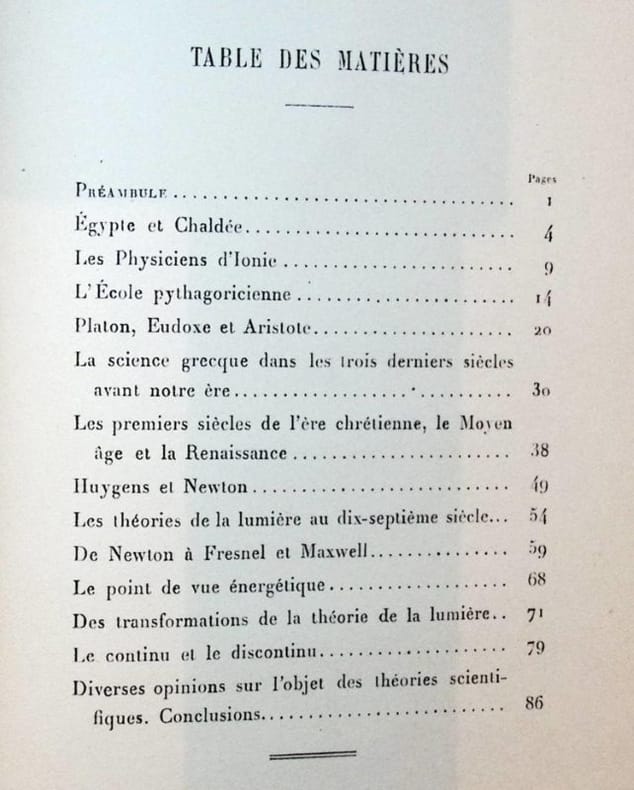 TABLE DES MATIÈRES
Pages
PRÉAMBULE........................................ 1
Égypte et Chaldée............................ 4
Les Physiciens d'Ionie........................ 9
L'École pythagoricienne...................... 14
Platon, Eudoxe et Aristote.................... 20
La science grecque dans les trois derniers siècles
avant notre ère............................. 30
Les premiers siècles de l'ère chrétienne, le Moyen
âge et la Renaissance....................... 38
Huygens et Newton............................ 49
Les théories de la lumière au dix-septième siècle... 54
De Newton à Fresnel et Maxwell............... 59
Le point de vue énergétique................... 68
Des transformations de la théorie de la lumière.. 71
Le continu et le discontinu.................... 79
Diverses opinions sur l'objet des théories scienti-
fiques. Conclusions.......................... 86